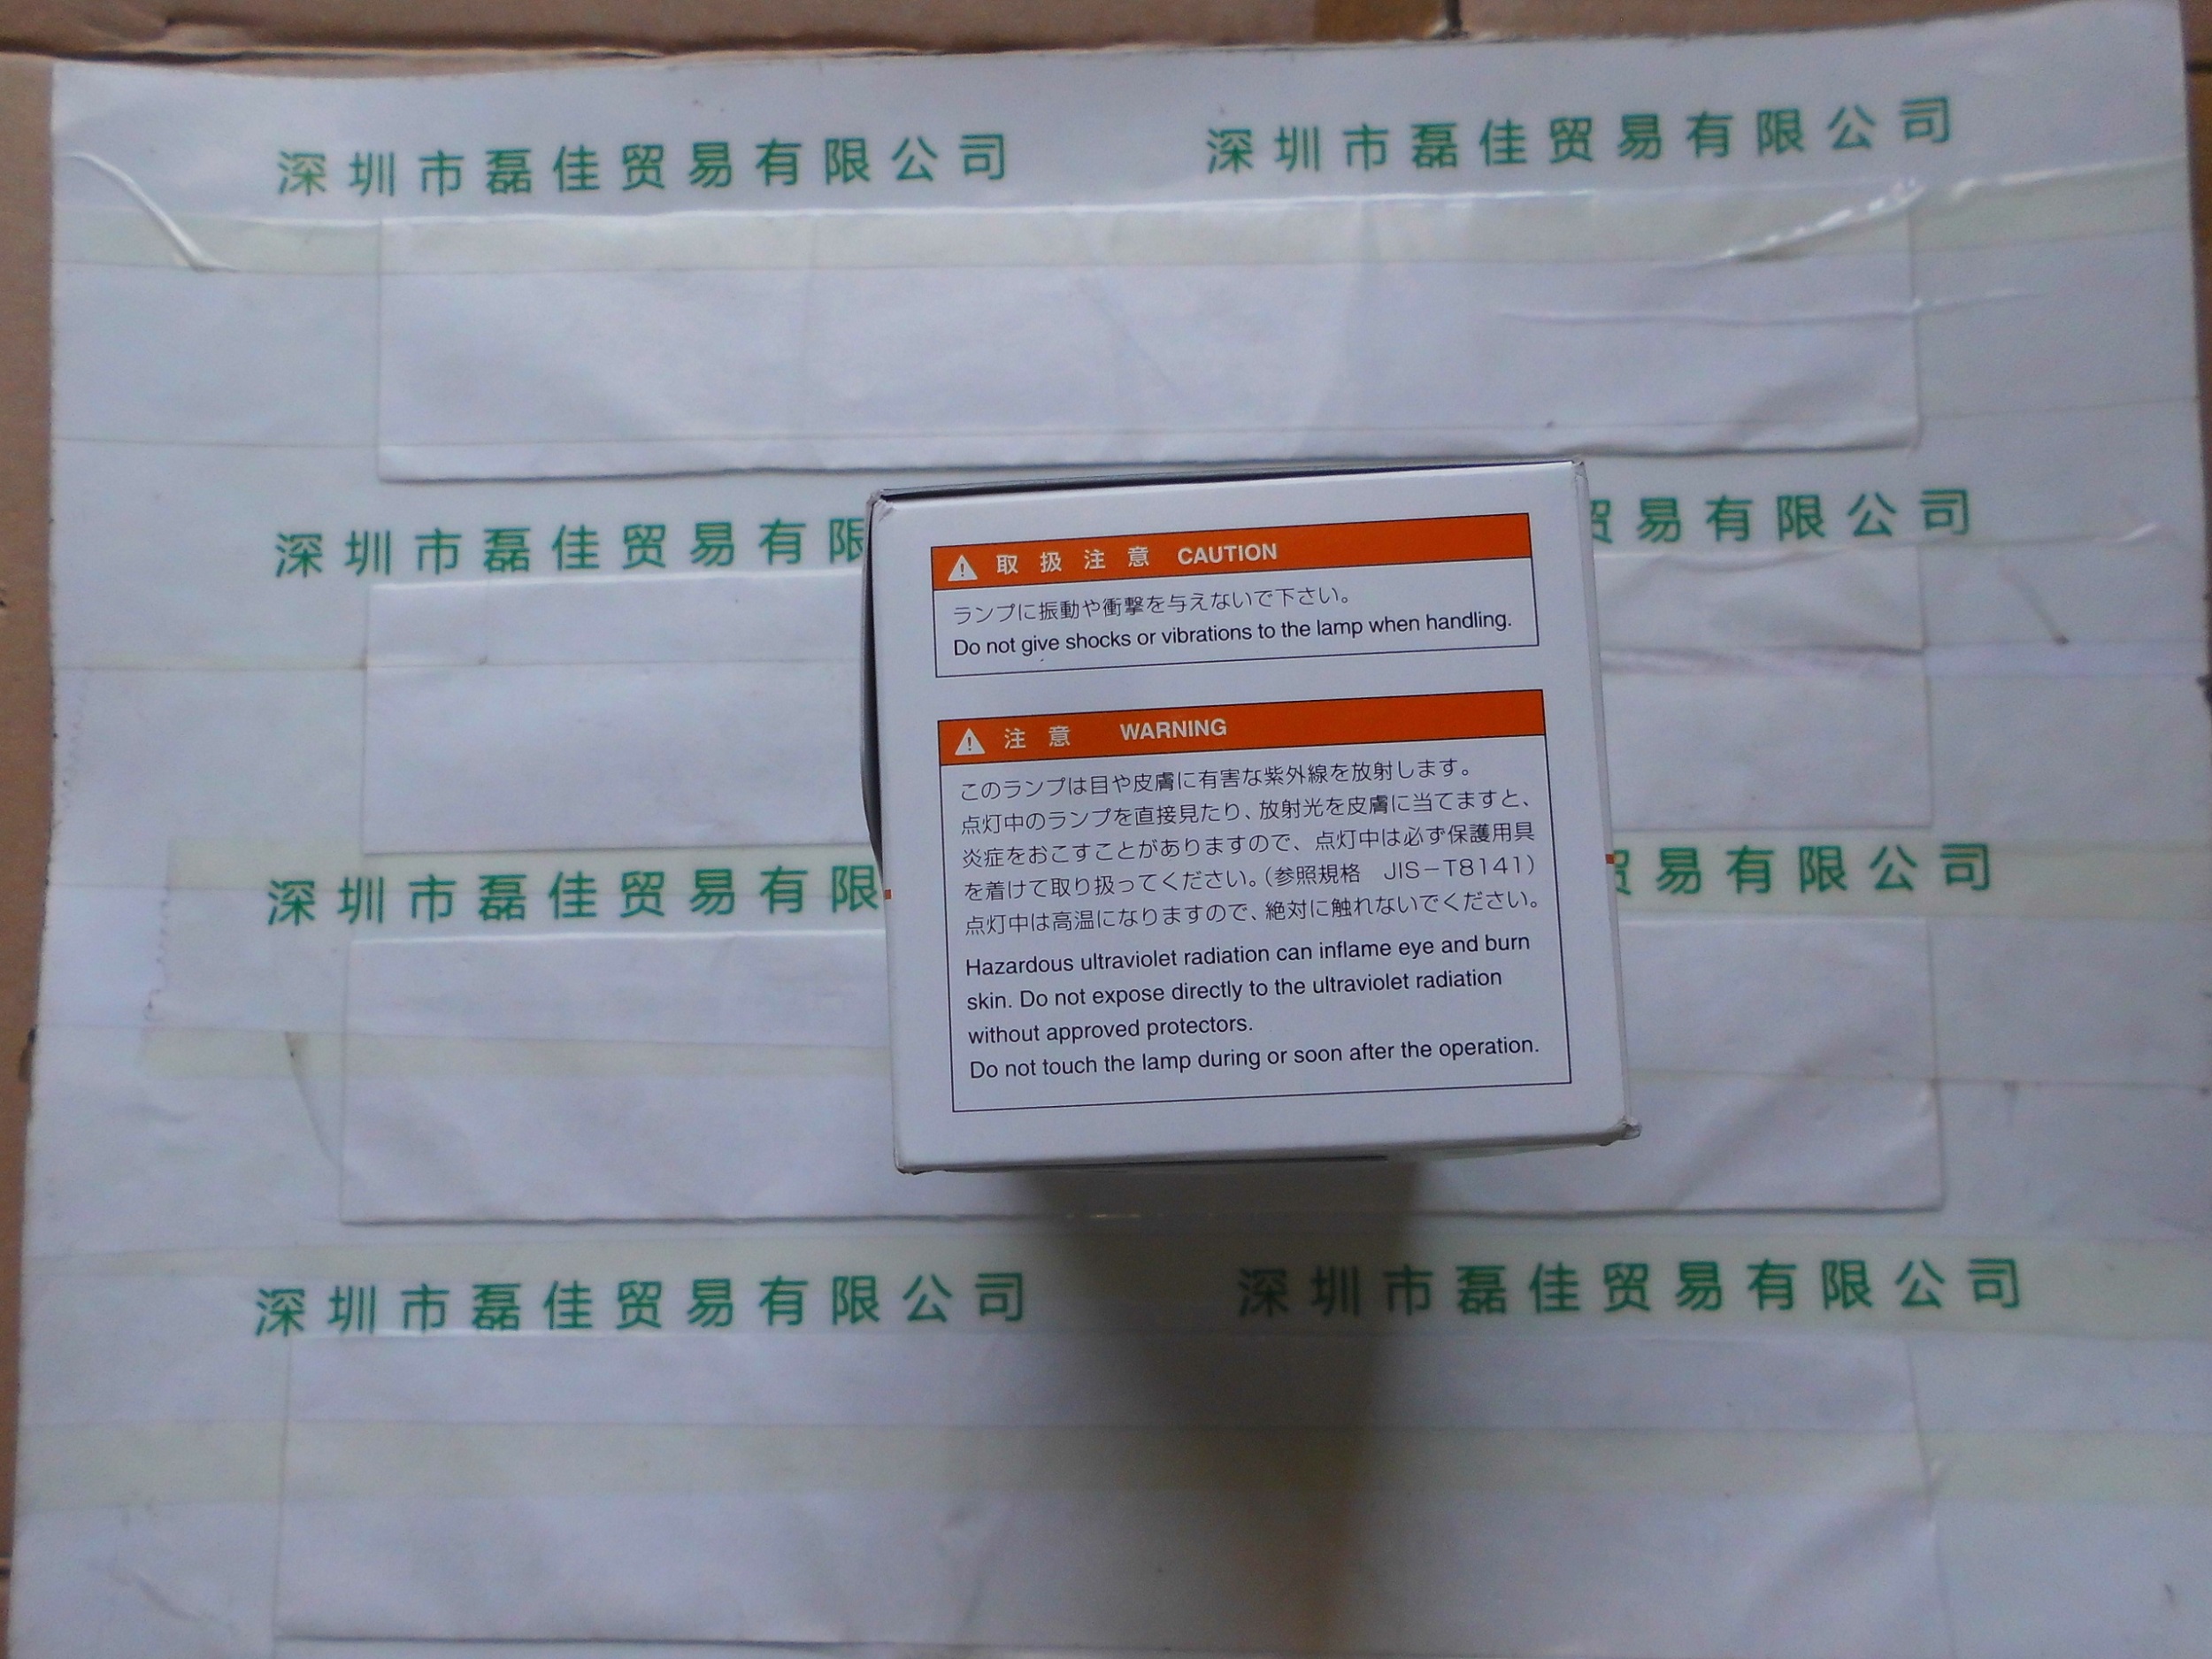 深圳市磊佳贸易有限公司 深圳市磊佳贸易有限公司
深圳市磊佳贸易有限 贸易有限公司
取扱注意 CAUTION
ランプに振動や衝撃を与えないで下さい。
Do not give shocks or vibrations to the lamp when handling.
注意 WARNING
このランプは目や皮膚に有害な紫外線を放射します。
点灯中のランプを直接見たり、放射光を皮膚に当てますと、
炎症をおこすことがありますので、点灯中は必ず保護用具
を着けて取り扱ってください。(参照規格 JIS-T8141)
点灯中は高温になりますので、絶対に触れないでください。
Hazardous ultraviolet radiation can inflame eye and burn
skin. Do not expose directly to the ultraviolet radiation
without approved protectors.
Do not touch the lamp during or soon after the operation.
深圳市磊佳贸易有限 贸易有限公司
深圳市磊佳贸易有限公司 深圳市磊佳贸易有限公司